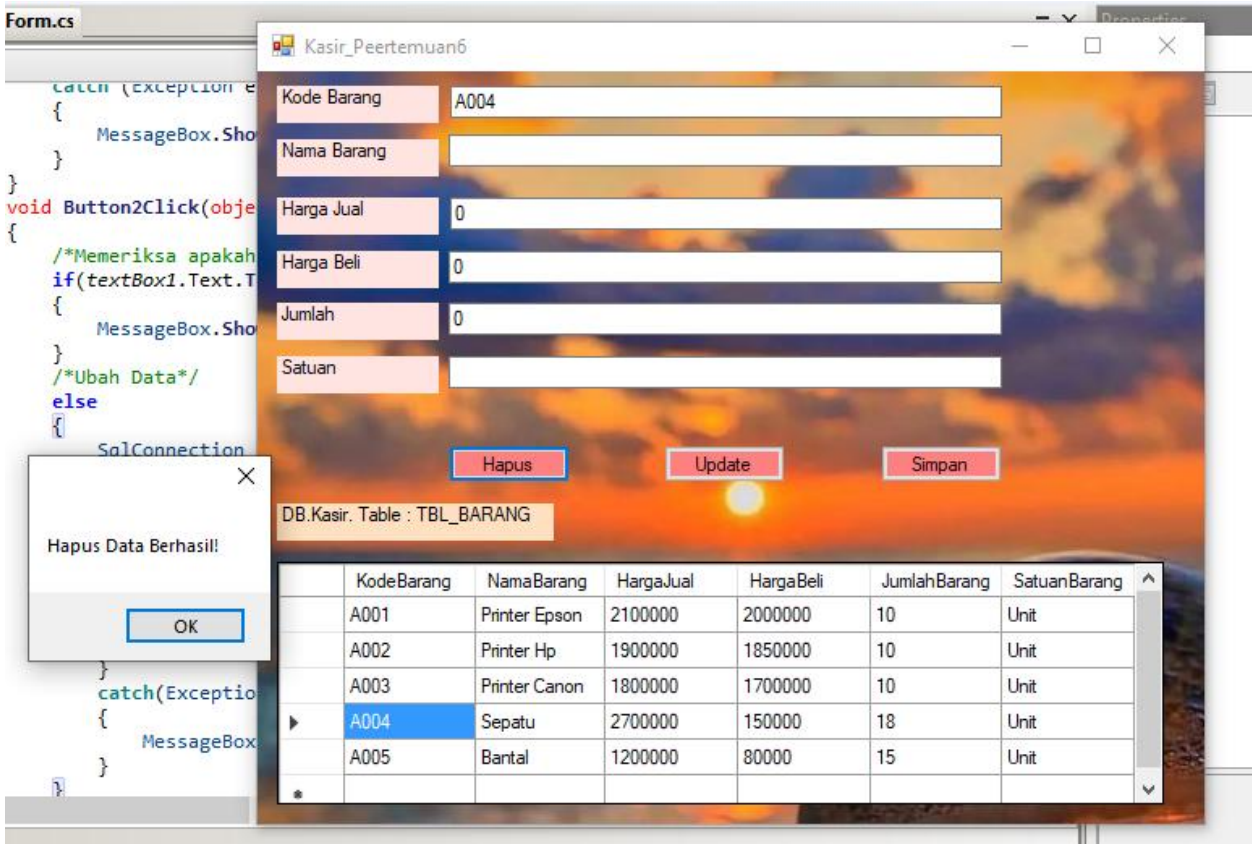 Form.cs
Properties
Kasir_Peertemuan6
catch (Exception e
{
MessageBox.Sho
}
}
void Button2Click(obje
{
/*Memeriksa apakah
if(textBox1.Text.T
{
MessageBox.Sho
}
/*Ubah Data*/
else
{
SqlConnection
Kode Barang A004
Nama Barang
Harga Jual 0
Harga Beli 0
Jumlah 0
Satuan
Hapus Update Simpan
DB.Kasir. Table : TBL_BARANG
Hapus Data Berhasil!
OK
}
catch(Exceptio
{
MessageBox
}
}
KodeBarang NamaBarang HargaJual HargaBeli JumlahBarang SatuanBarang
A001 Printer Epson 2100000 2000000 10 Unit
A002 Printer Hp 1900000 1850000 10 Unit
A003 Printer Canon 1800000 1700000 10 Unit
A004 Sepatu 2700000 150000 18 Unit
A005 Bantal 1200000 80000 15 Unit